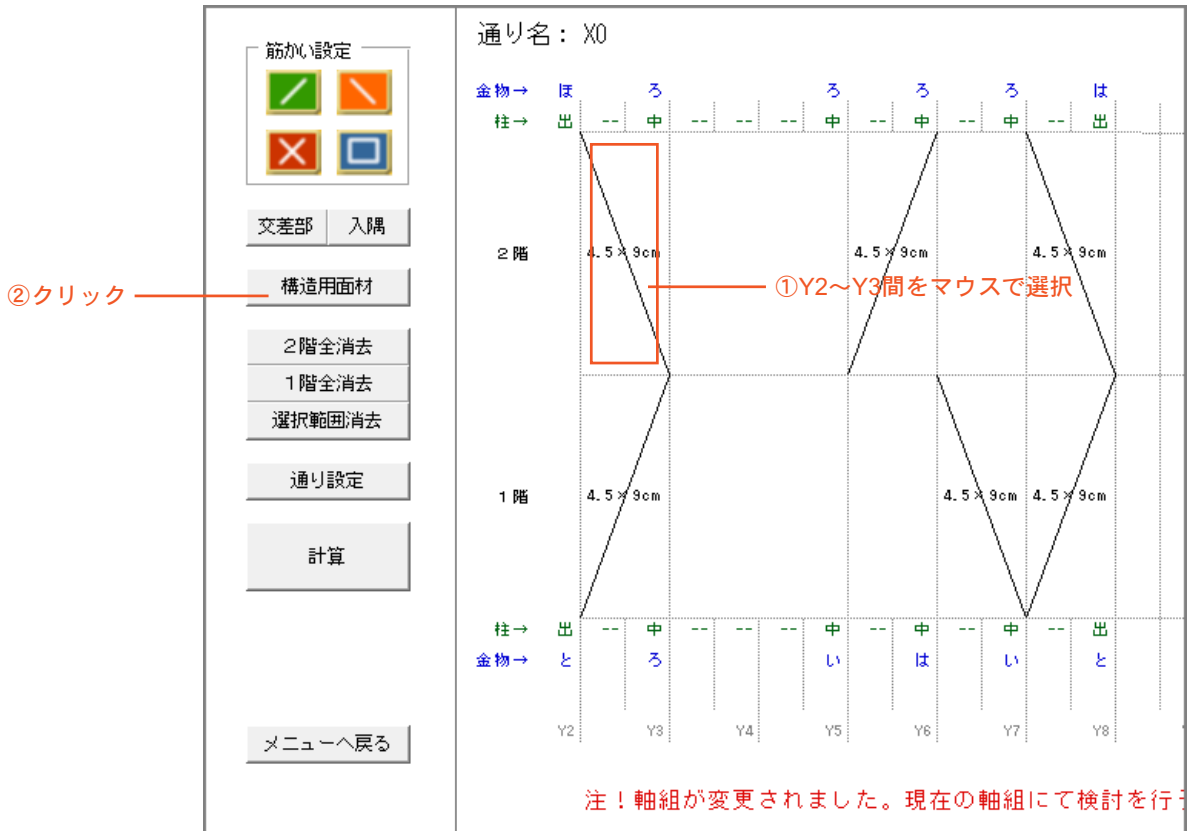 通り名： X0
筋かい設定
金物→ ほ ろ ろ ろ ろ は
柱→ 出 -- 中 -- -- -- 中 -- 中 -- 中 -- 出
交差部 入隅
2階 4.5×9cm 4.5×9cm 4.5×9cm
構造用面材
②クリック
①Y2～Y3間をマウスで選択
2階全消去
1階全消去
選択範囲消去
通り設定
1階 4.5×9cm 4.5×9cm 4.5×9cm
計算
柱→ 出 -- 中 -- -- -- 中 -- 中 -- 中 -- 出
金物→ と ろ い は い と
Y2 Y3 Y4 Y5 Y6 Y7 Y8
メニューへ戻る
注！軸組が変更されました。現在の軸組にて検討を行